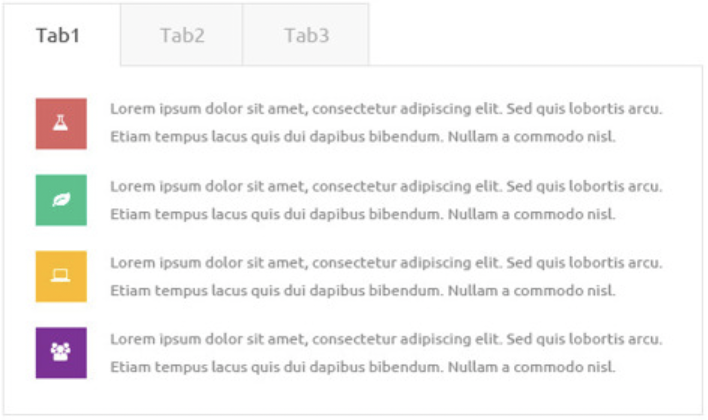 Tab1 Tab2 Tab3
Lorem ipsum dolor sit amet, consectetur adipiscing elit. Sed quis lobortis arcu.
Etiam tempus lacus quis dui dapibus bibendum. Nullam a commodo nisl.
Lorem ipsum dolor sit amet, consectetur adipiscing elit. Sed quis lobortis arcu.
Etiam tempus lacus quis dui dapibus bibendum. Nullam a commodo nisl.
Lorem ipsum dolor sit amet, consectetur adipiscing elit. Sed quis lobortis arcu.
Etiam tempus lacus quis dui dapibus bibendum. Nullam a commodo nisl.
Lorem ipsum dolor sit amet, consectetur adipiscing elit. Sed quis lobortis arcu.
Etiam tempus lacus quis dui dapibus bibendum. Nullam a commodo nisl.